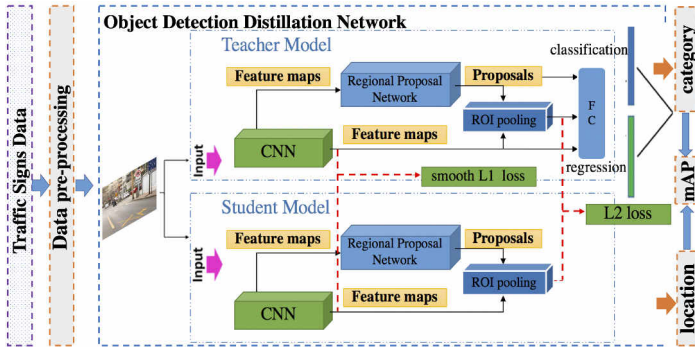 Traffic Signs Data
Data pre-processing
Object Detection Distillation Network
Teacher Model
Feature maps
Regional Proposal
Network
Proposals
classification
ROI pooling
F
C
Input
CNN
Feature maps
regression
smooth L1 loss
L2 loss
Student Model
Feature maps
Regional Proposal
Network
Proposals
ROI pooling
Input
CNN
Feature maps
category
mAP
location